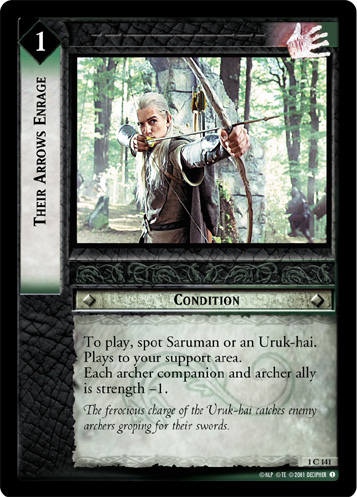 1
THEIR ARROWS ENRAGE
CONDITION
To play, spot Saruman or an Uruk-hai.
Plays to your support area.
Each archer companion and archer ally
is strength –1.
The ferocious charge of the Uruk-hai catches enemy
archers groping for their swords.
1 C 141
©NLP ©TE ©2001 DECIPHER